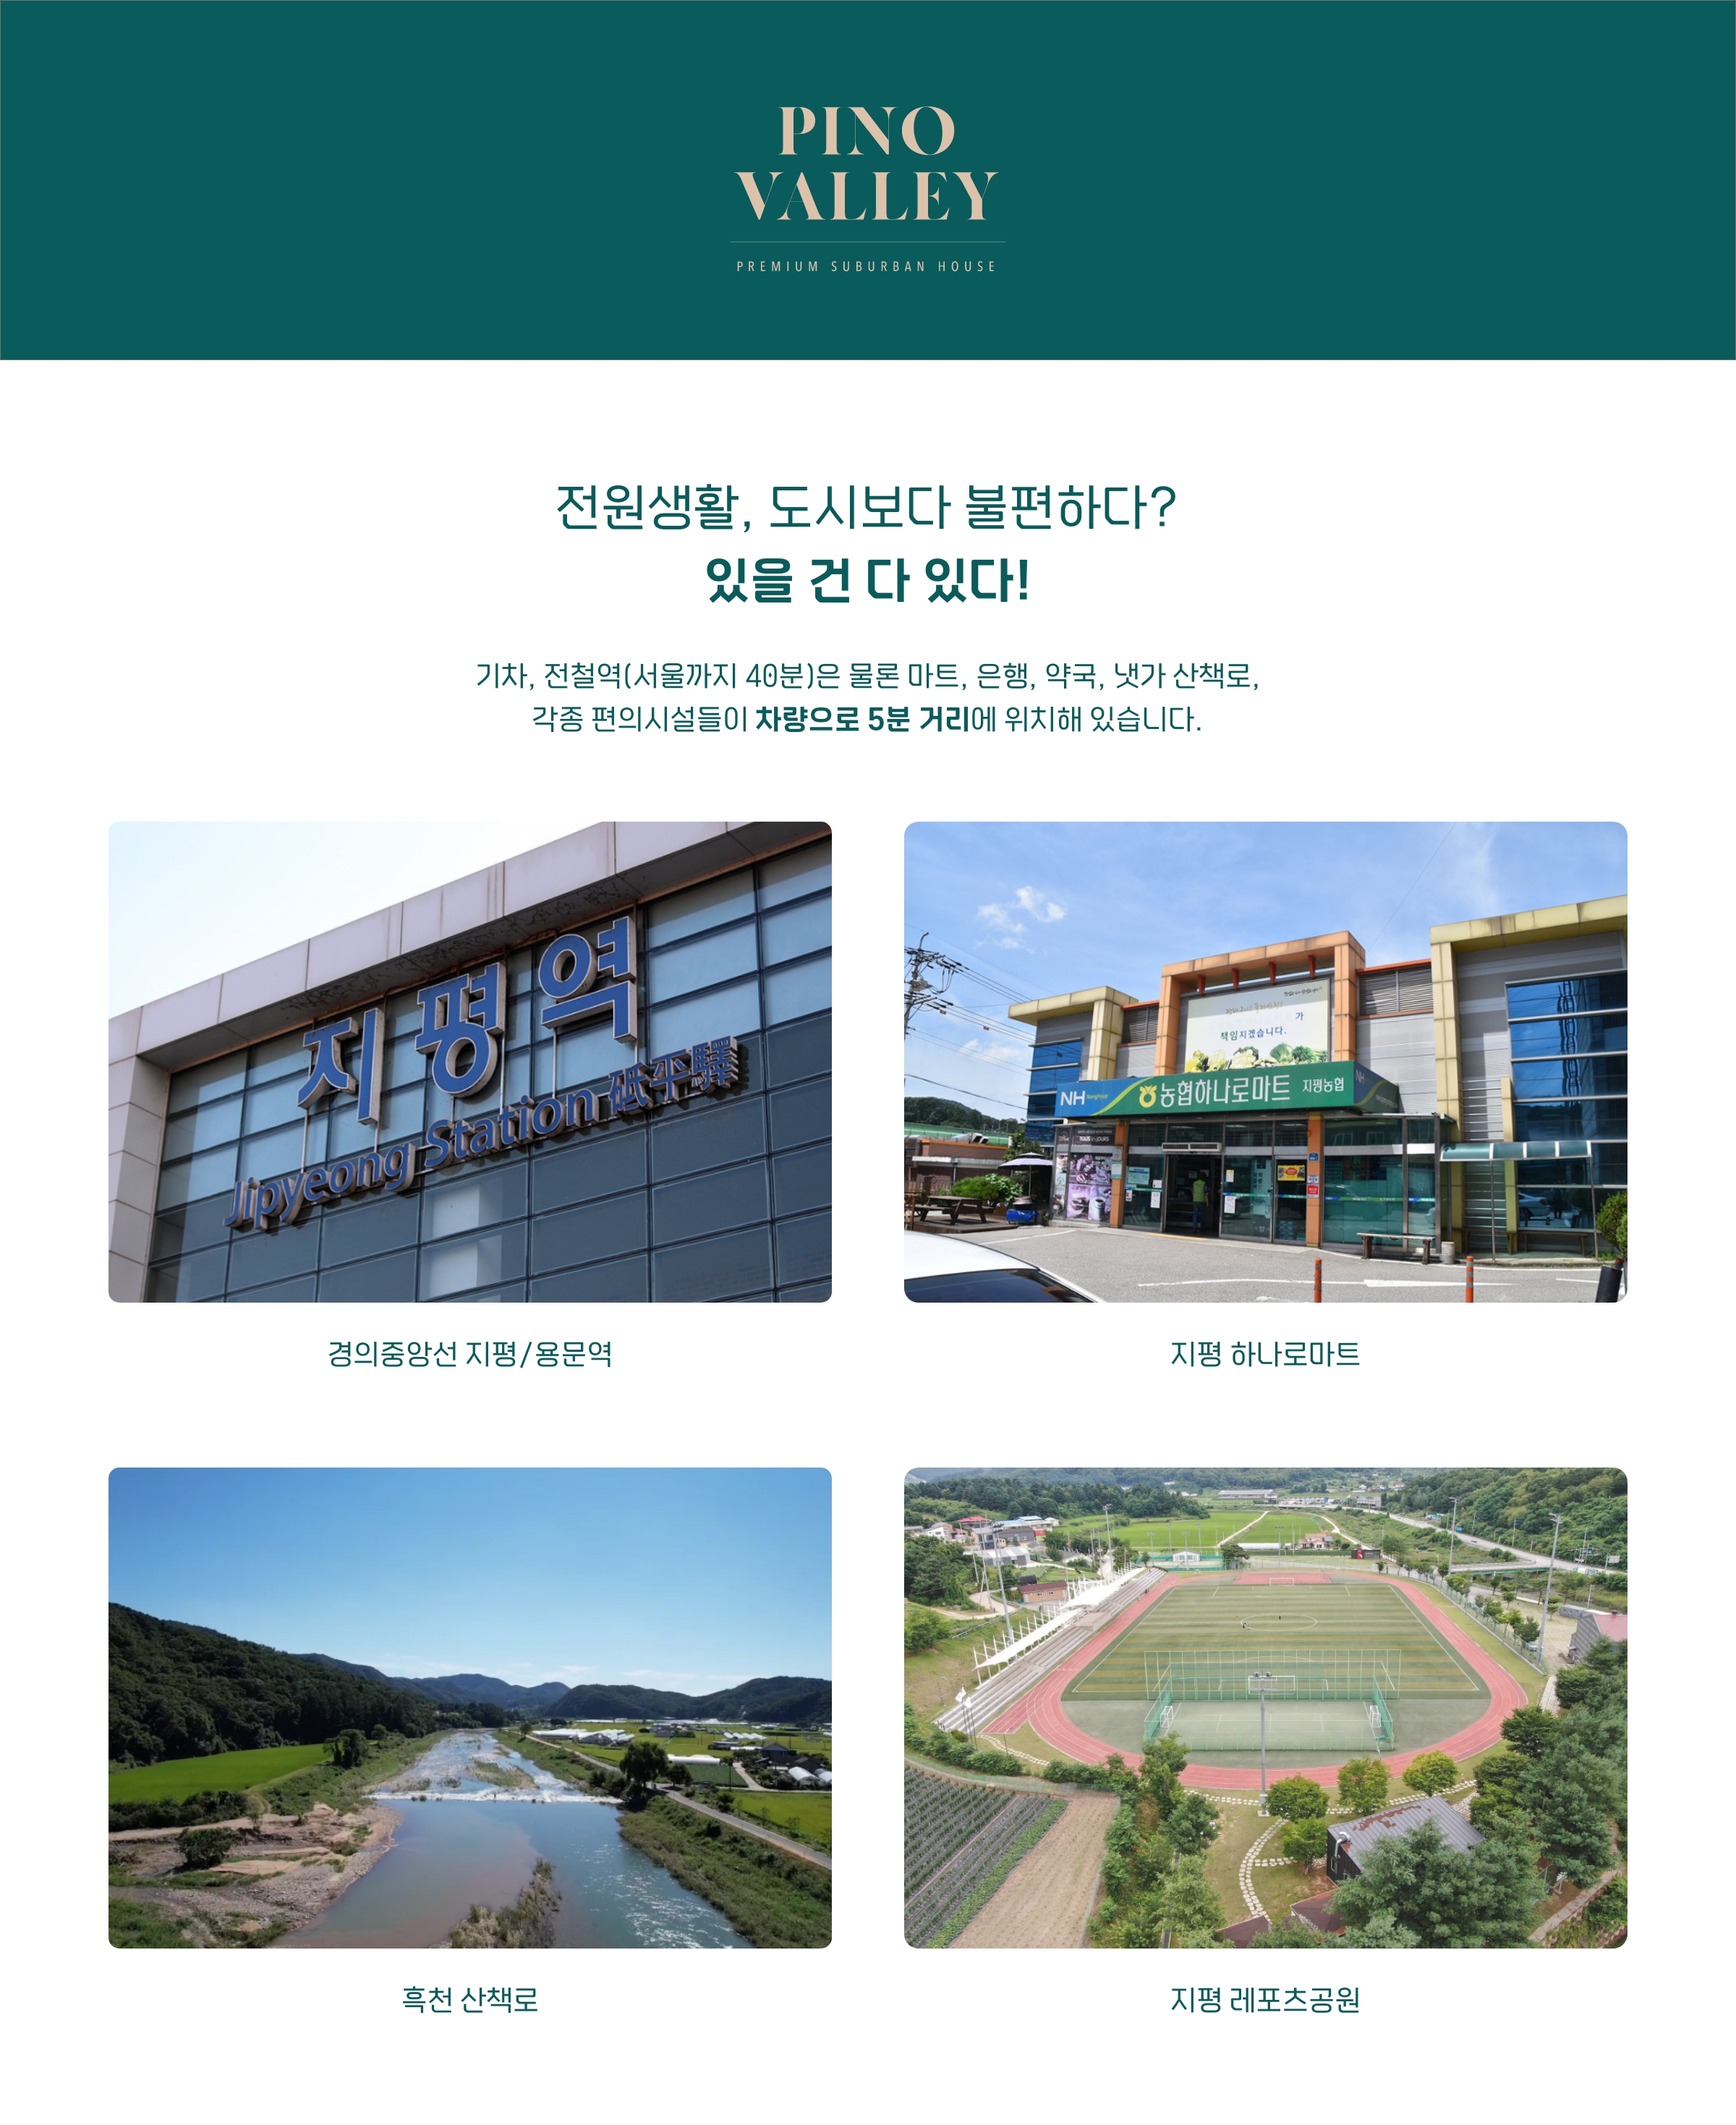 PINO
VALLEY
PREMIUM SUBURBAN HOUSE
전원생활, 도시보다 불편하다?
있을 건 다 있다!
기차, 전철역(서울까지 40분)은 물론 마트, 은행, 약국, 냇가 산책로,
각종 편의시설들이 차량으로 5분 거리에 위치해 있습니다.
지평역
Jipyeong Station 砥平驛
가
책임지겠습니다.
NH 농협하나로마트 지평농협
NH
TOUS les JOURS
경의중앙선 지평/용문역
지평 하나로마트
흑천 산책로
지평 레포츠공원